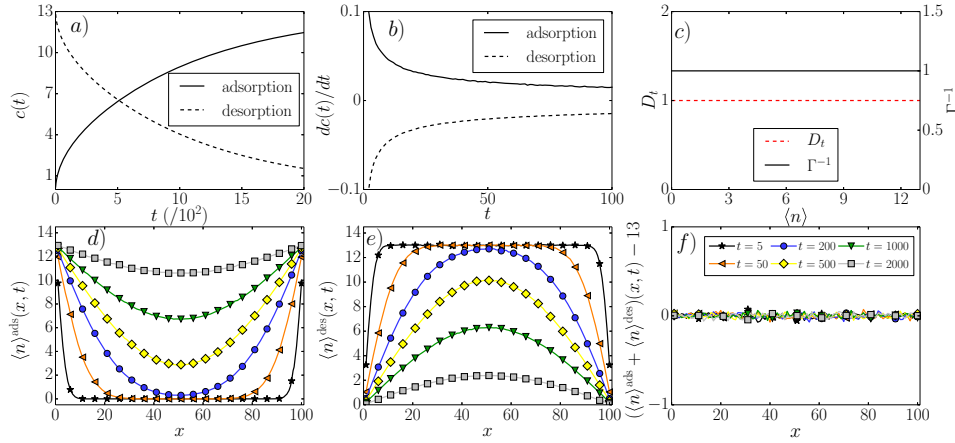 a)
13
10
7
4
1
c(t)
adsorption
desorption
0 5 10 15 20
t (/10²)
b)
0.1
0
−0.1
dc(t)/dt
adsorption
desorption
50 100
t
c)
2
1
0
D_t
1.5
1
0.5
0
Γ⁻¹
D_t
Γ⁻¹
0 3 6 9 12
⟨n⟩
d)
14
12
10
8
6
4
2
0
⟨n⟩^ads(x, t)
0 20 40 60 80 100
x
e)
14
12
10
8
6
4
2
0
⟨n⟩^des(x, t)
0 20 40 60 80 100
x
f)
1
0
−1
(⟨n⟩^ads + ⟨n⟩^des)(x, t) − 13
t = 5 t = 200 t = 1000
t = 50 t = 500 t = 2000
0 20 40 60 80 100
x